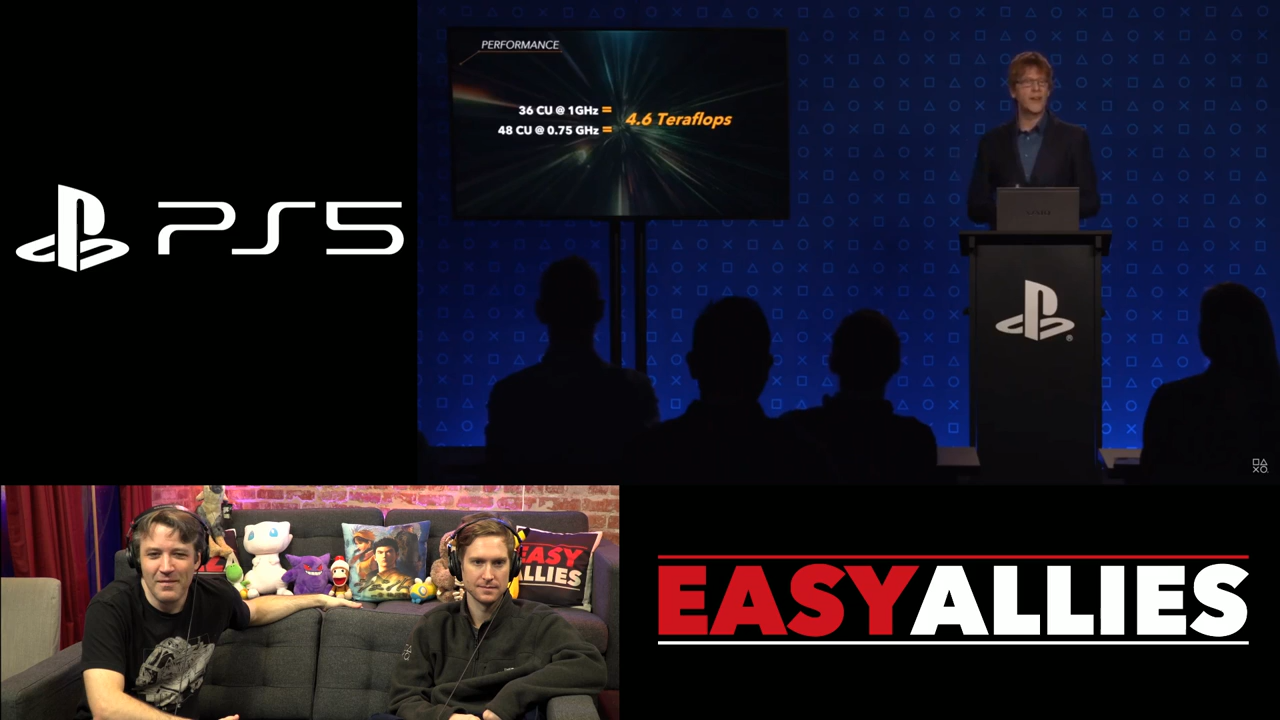 PERFORMANCE
36 CU @ 1GHz =
48 CU @ 0.75 GHz =
4.6 Teraflops
PS5
EASY
ALLIES
EASYALLIES